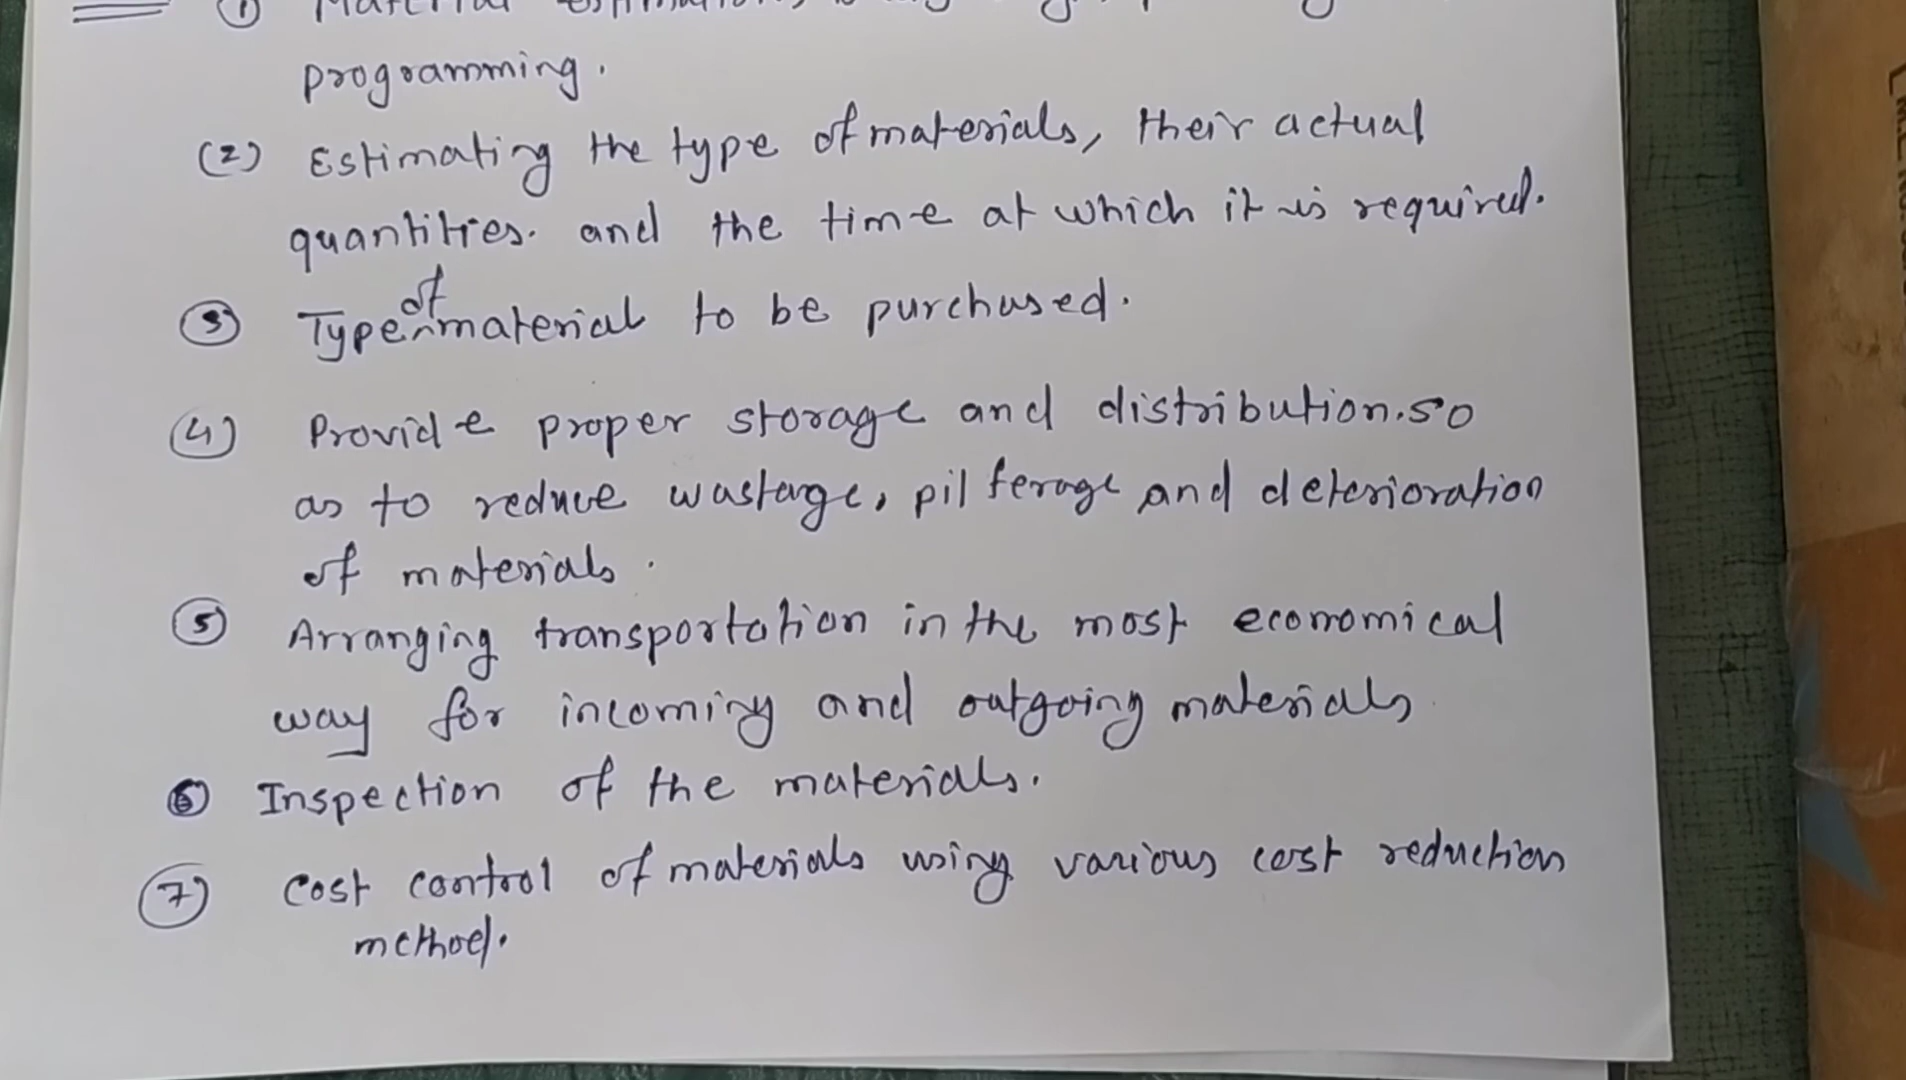 ① Material
programming.
(2) Estimating the type of materials, their actual
quantities. and the time at which it is required.
③ Type of material to be purchased.
(4) Provide proper storage and distribution. so
as to reduce wastage, pilferage and deterioration
of materials.
⑤ Arranging transportation in the most economical
way for incoming and outgoing materials
⑥ Inspection of the materials.
⑦ Cost control of materials using various cost reduction
method.